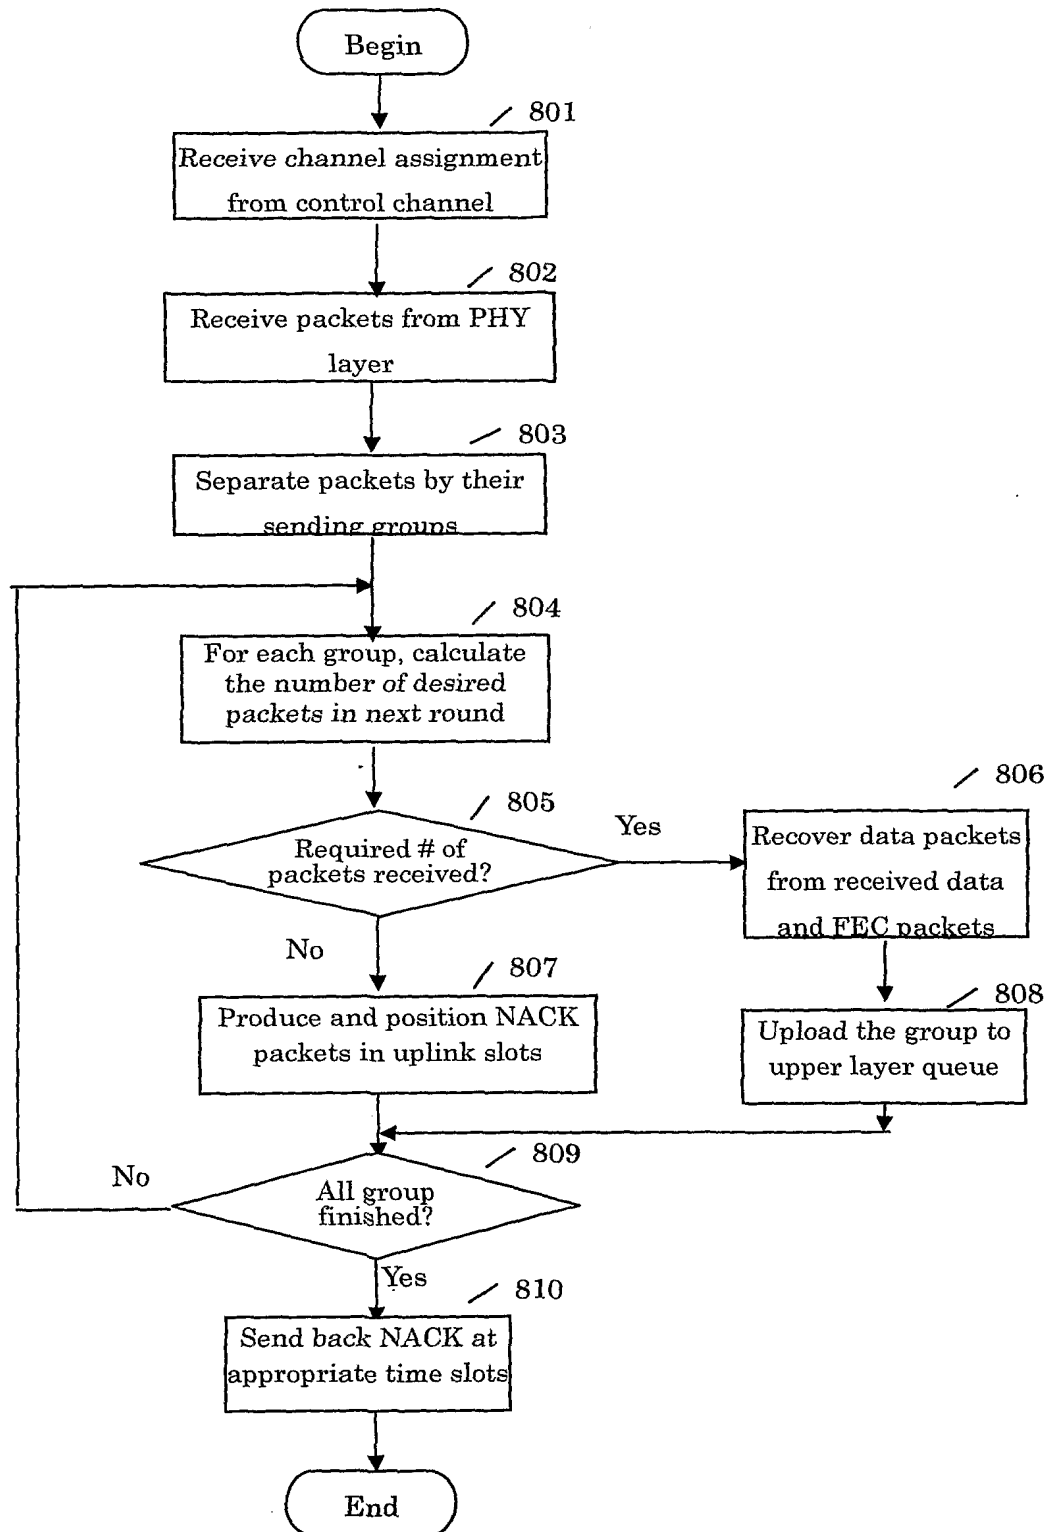 Begin
801
Receive channel assignment
from control channel
802
Receive packets from PHY
layer
803
Separate packets by their
sending groups
804
For each group, calculate
the number of desired
packets in next round
805
Required # of
packets received?
Yes
806
Recover data packets
from received data
and FEC packets
No
807
Produce and position NACK
packets in uplink slots
808
Upload the group to
upper layer queue
809
No
All group
finished?
Yes
810
Send back NACK at
appropriate time slots
End